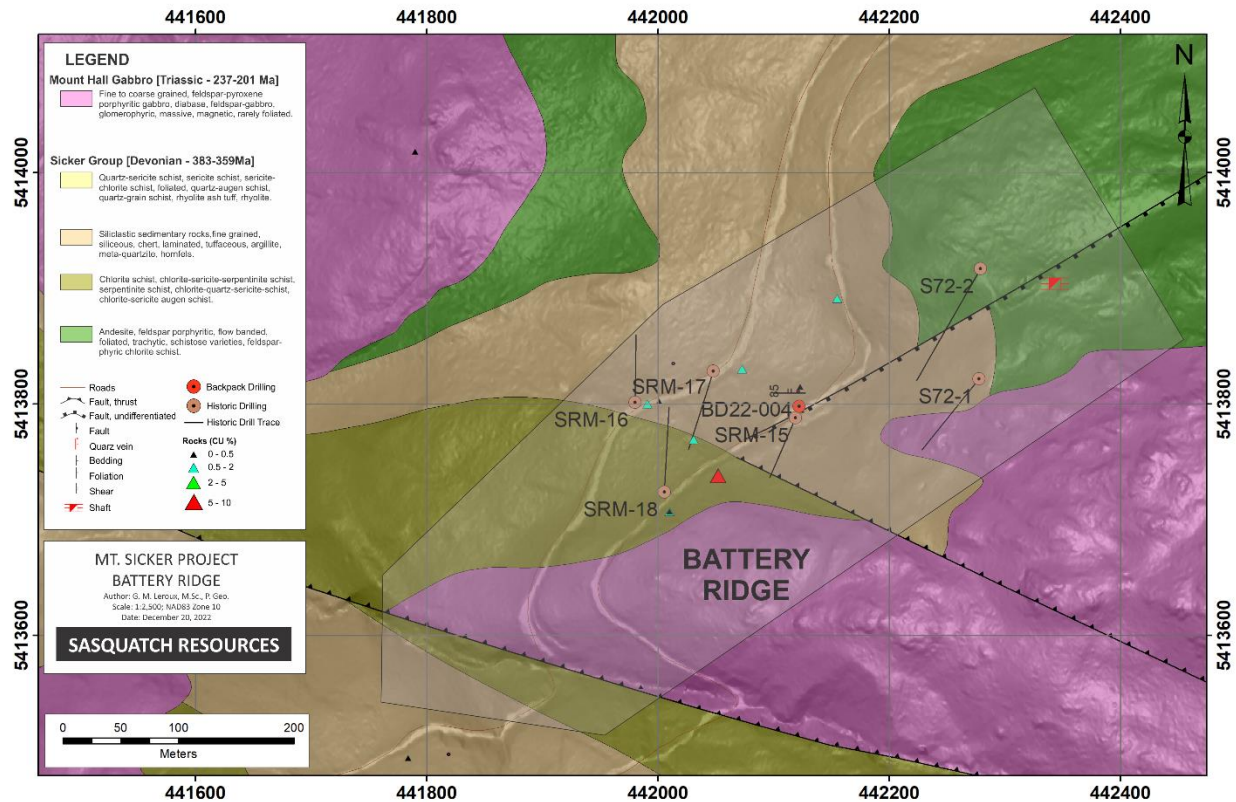 441600 441800 442000 442200 442400
LEGEND
Mount Hall Gabbro [Triassic - 237-201 Ma]
Fine to coarse grained, feldspar-pyroxene
porphyritic gabbro, diabase, feldspar-gabbro,
glomerophyric, massive, magnetic, rarely foliated.
Sicker Group [Devonian - 383-359Ma]
Quartz-sericite schist, sericite schist, sericite-
chlorite schist, foliated, quartz-augen schist,
quartz-grain schist, rhyolite ash tuff, rhyolite.
Siliclastic sedimentary rocks,fine grained,
siliceous, chert, laminated, tuffaceous, argillite,
meta-quartzite, hornfels.
Chlorite schist, chlorite-sericite-serpentinite schist,
serpentinite schist, chlorite-quartz-sericite-schist,
chlorite-sericite augen schist.
Andesite, feldspar porphyritic, flow banded,
foliated, trachytic, schistose varieties, feldspar-
phyric chlorite schist.
Roads
Fault, thrust
Fault, undifferentiated
Fault
Quarz vein
Bedding
Foliation
Shear
Shaft
Backpack Drilling
Historic Drilling
Historic Drill Trace
Rocks (CU %)
0 - 0.5
0.5 - 2
2 - 5
5 - 10
MT. SICKER PROJECT
BATTERY RIDGE
Author: G. M. Leroux, M.Sc., P. Geo.
Scale: 1:2,500; NAD83 Zone 10
Date: December 20, 2022
SASQUATCH RESOURCES
0 50 100 200
Meters
N
S72-2
S72-1
SRM-17
SRM-16
85
BD22-004
SRM-15
SRM-18
BATTERY
RIDGE
5414000
5413800
5413600
5414000
5413800
5413600
441600 441800 442000 442200 442400